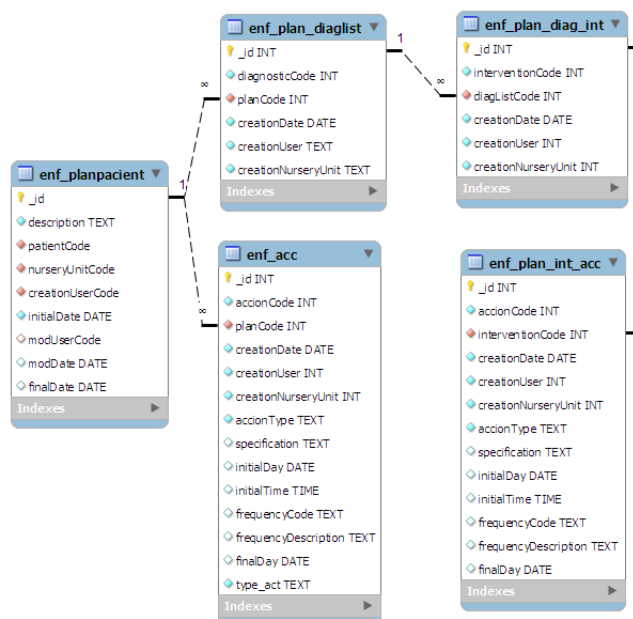 enf_plan_diaglist
_id INT
diagnosticCode INT
planCode INT
creationDate DATE
creationUser TEXT
creationNurseryUnit TEXT
Indexes
1
∞
enf_plan_diag_int
_id INT
interventionCode INT
diagListCode INT
creationDate DATE
creationUser INT
creationNurseryUnit INT
Indexes
∞
enf_planpacient
_id
description TEXT
patientCode
nurseryUnitCode
creationUserCode
initialDate DATE
modUserCode
modDate DATE
finalDate DATE
Indexes
1
∞
enf_acc
_id INT
accionCode INT
planCode INT
creationDate DATE
creationUser INT
creationNurseryUnit INT
accionType TEXT
specification TEXT
initialDay DATE
initialTime TIME
frequencyCode TEXT
frequencyDescription TEXT
finalDay DATE
type_act TEXT
Indexes
enf_plan_int_acc
_id INT
accionCode INT
interventionCode INT
creationDate DATE
creationUser INT
creationNurseryUnit INT
accionType TEXT
specification TEXT
initialDay DATE
initialTime TIME
frequencyCode TEXT
frequencyDescription TEXT
finalDay DATE
Indexes